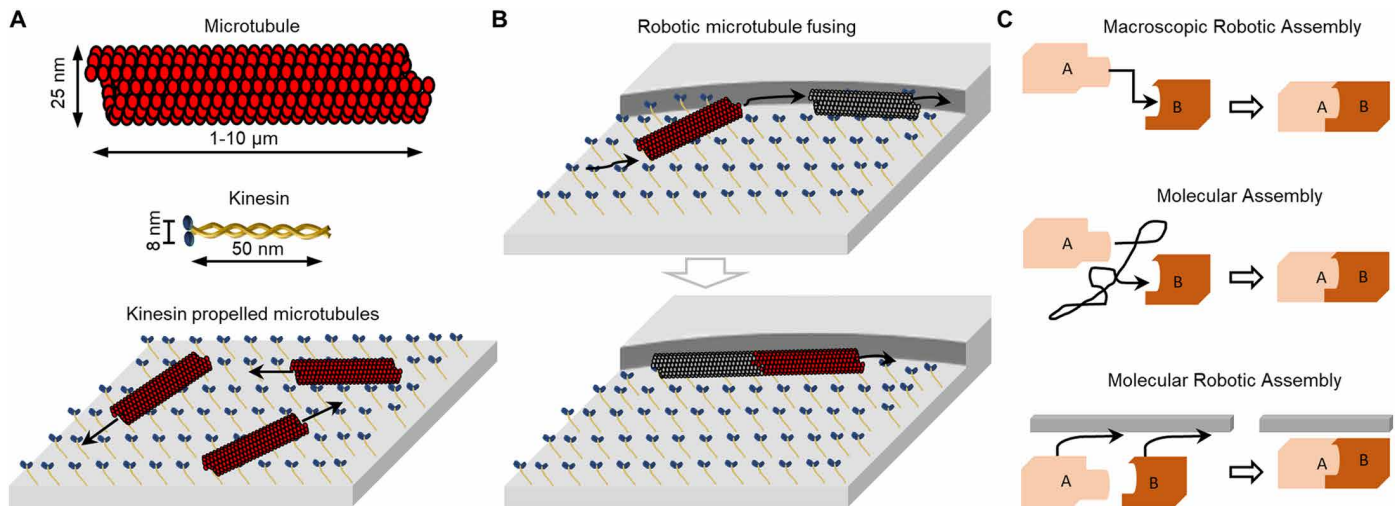 A
Microtubule
25 nm
1-10 µm
Kinesin
8 nm
50 nm
Kinesin propelled microtubules
B
Robotic microtubule fusing
C
Macroscopic Robotic Assembly
A
B
A B
Molecular Assembly
A
B
A B
Molecular Robotic Assembly
A
B
A B